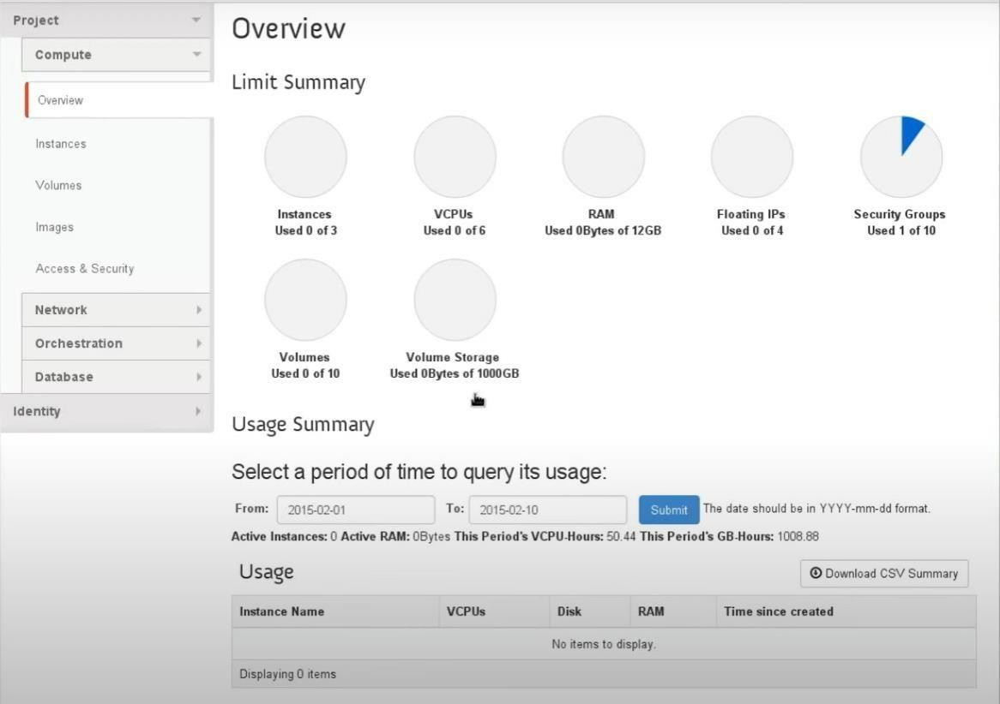 Project
Compute
Overview
Instances
Volumes
Images
Access & Security
Network
Orchestration
Database
Identity
Overview
Limit Summary
Instances
Used 0 of 3
VCPUs
Used 0 of 6
RAM
Used 0Bytes of 12GB
Floating IPs
Used 0 of 4
Security Groups
Used 1 of 10
Volumes
Used 0 of 10
Volume Storage
Used 0Bytes of 1000GB
Usage Summary
Select a period of time to query its usage:
From: 2015-02-01 To: 2015-02-10 Submit The date should be in YYYY-mm-dd format.
Active Instances: 0 Active RAM: 0Bytes This Period's VCPU-Hours: 50.44 This Period's GB-Hours: 1008.88
Usage
Download CSV Summary
Instance Name VCPUs Disk RAM Time since created
No items to display.
Displaying 0 items